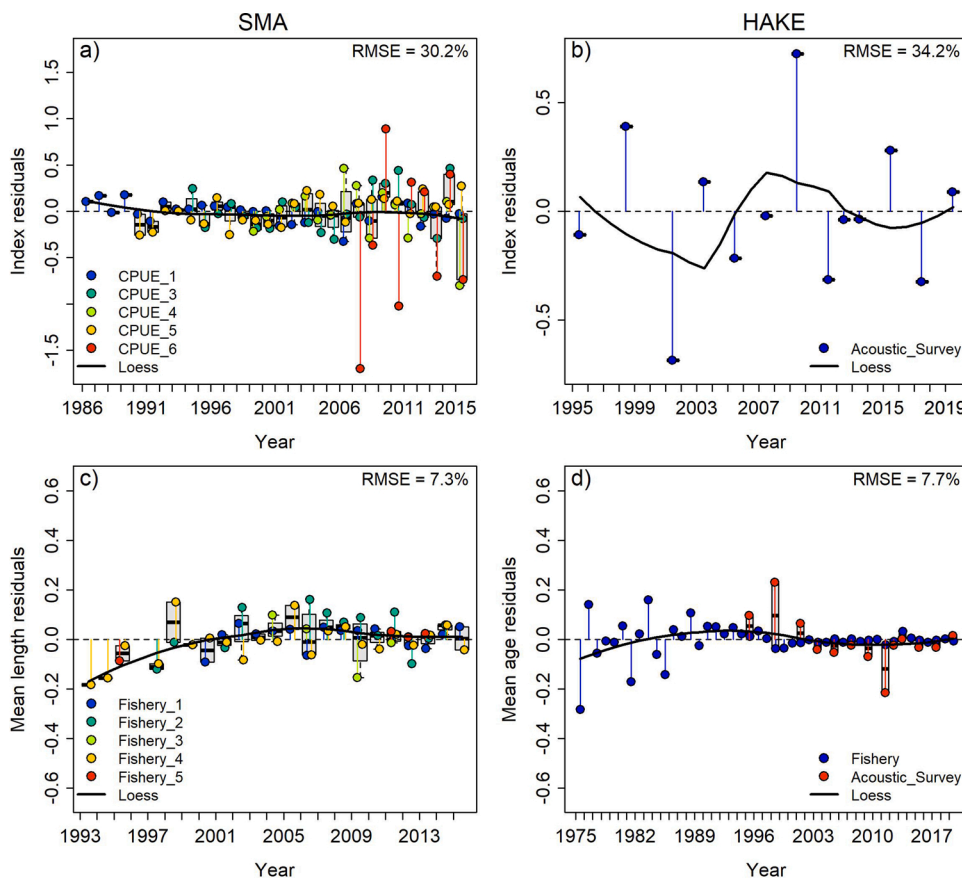 SMA
HAKE
a)
RMSE = 30.2%
Index residuals
1.5
1.0
0.5
0.0
-0.5
-1.5
CPUE_1
CPUE_3
CPUE_4
CPUE_5
CPUE_6
Loess
1986 1991 1996 2001 2006 2011 2015
Year
b)
RMSE = 34.2%
Index residuals
0.5
0.0
-0.5
Acoustic_Survey
Loess
1995 1999 2003 2007 2011 2015 2019
Year
c)
RMSE = 7.3%
Mean length residuals
0.6
0.4
0.2
0.0
-0.2
-0.4
-0.6
Fishery_1
Fishery_2
Fishery_3
Fishery_4
Fishery_5
Loess
1993 1997 2001 2005 2009 2013
Year
d)
RMSE = 7.7%
Mean age residuals
0.6
0.4
0.2
0.0
-0.2
-0.4
-0.6
Fishery
Acoustic_Survey
Loess
1975 1982 1989 1996 2003 2010 2017
Year